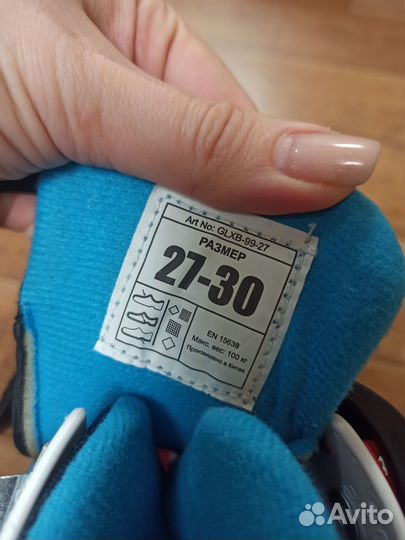 Art No: GLXB-99-27
РАЗМЕР
27-30
EN 15638
Макс. вес: 100 кг
Произведено в Китае
Avito